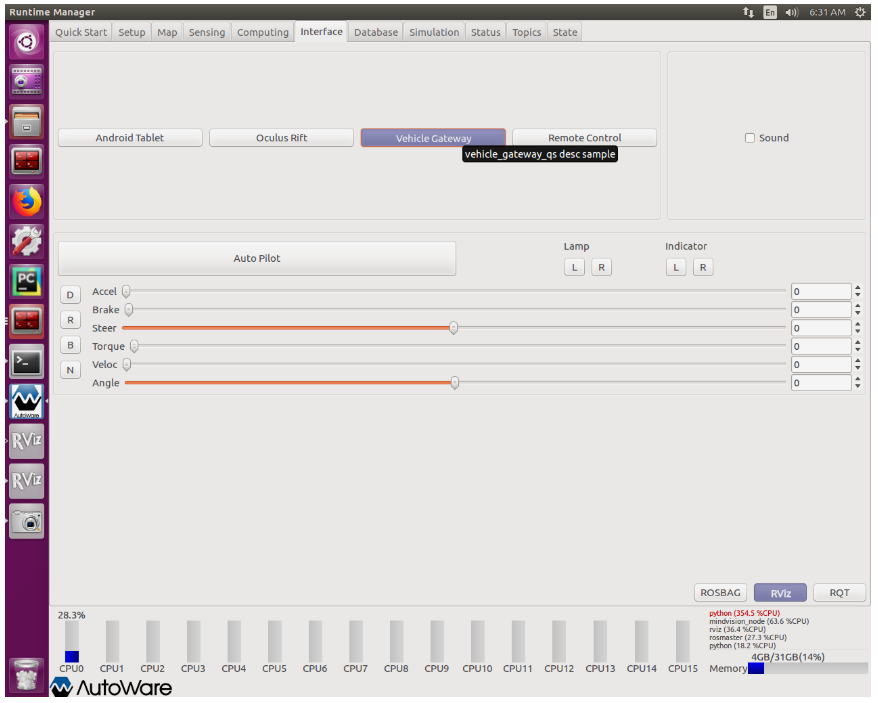 Runtime Manager En 6:31 AM
Quick Start Setup Map Sensing Computing Interface Database Simulation Status Topics State
Android Tablet Oculus Rift Vehicle Gateway Remote Control Sound
vehicle_gateway_qs desc sample
Auto Pilot
Lamp Indicator
L R L R
D Accel 0
Brake 0
R Steer 0
B Torque 0
Veloc 0
N Angle 0
PC
>_
AutoWare
RViz
RViz
ROSBAG RViz RQT
28.3%
python (354.5 %CPU)
mindvision_node (63.6 %CPU)
rviz (36.4 %CPU)
rosmaster (27.3 %CPU)
python (18.2 %CPU)
4GB/31GB(14%)
CPU0 CPU1 CPU2 CPU3 CPU4 CPU5 CPU6 CPU7 CPU8 CPU9 CPU10 CPU11 CPU12 CPU13 CPU14 CPU15 Memory
AutoWare